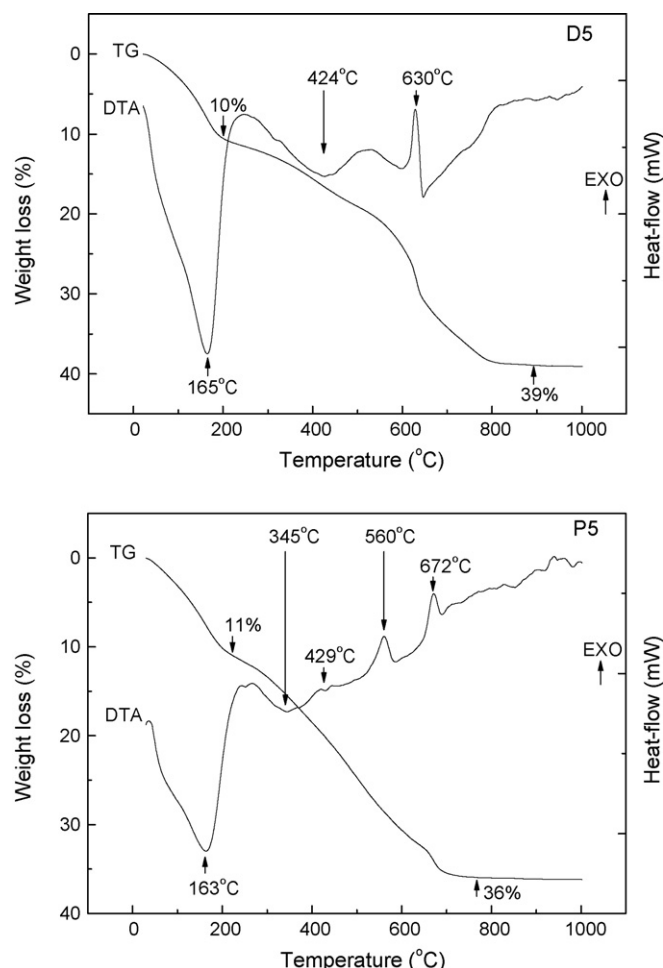 D5
TG
0
424°C
630°C
DTA
10%
10
EXO
20
30
165°C
39%
40
Weight loss (%)
Heat-flow (mW)
0 200 400 600 800 1000
Temperature (°C)
345°C 560°C P5
TG
0
672°C
11%
429°C
10
EXO
DTA
20
30
163°C
36%
40
Weight loss (%)
Heat-flow (mW)
0 200 400 600 800 1000
Temperature (°C)